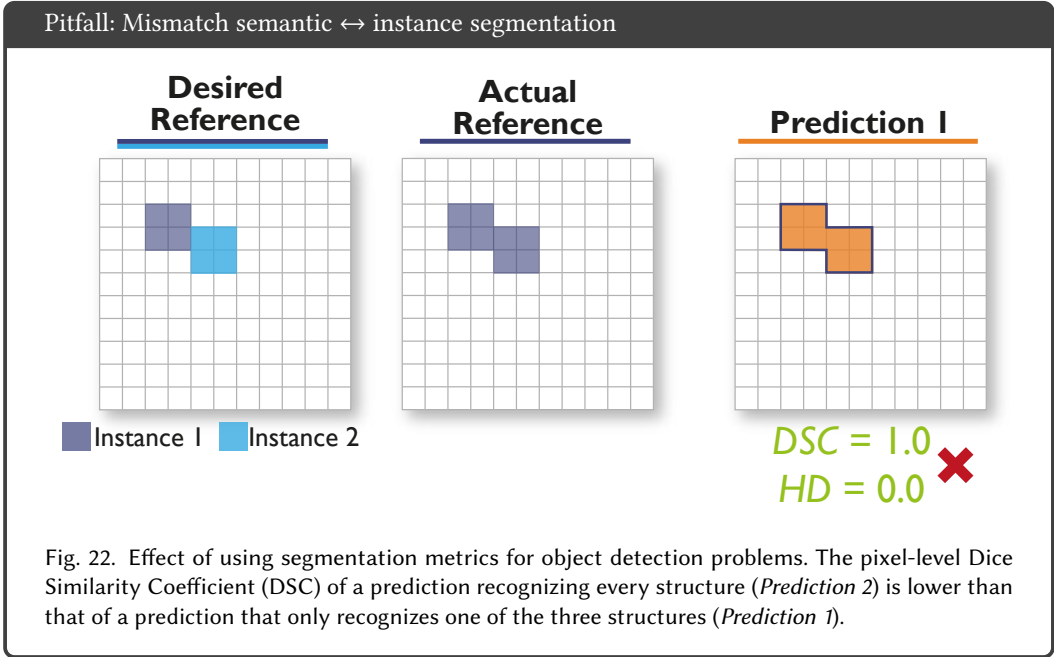 Pitfall: Mismatch semantic ↔ instance segmentation
Desired
Reference
Actual
Reference
Prediction 1
Instance 1
Instance 2
DSC = 1.0
HD = 0.0
Fig. 22. Effect of using segmentation metrics for object detection problems. The pixel-level Dice
Similarity Coefficient (DSC) of a prediction recognizing every structure (Prediction 2) is lower than
that of a prediction that only recognizes one of the three structures (Prediction 1).